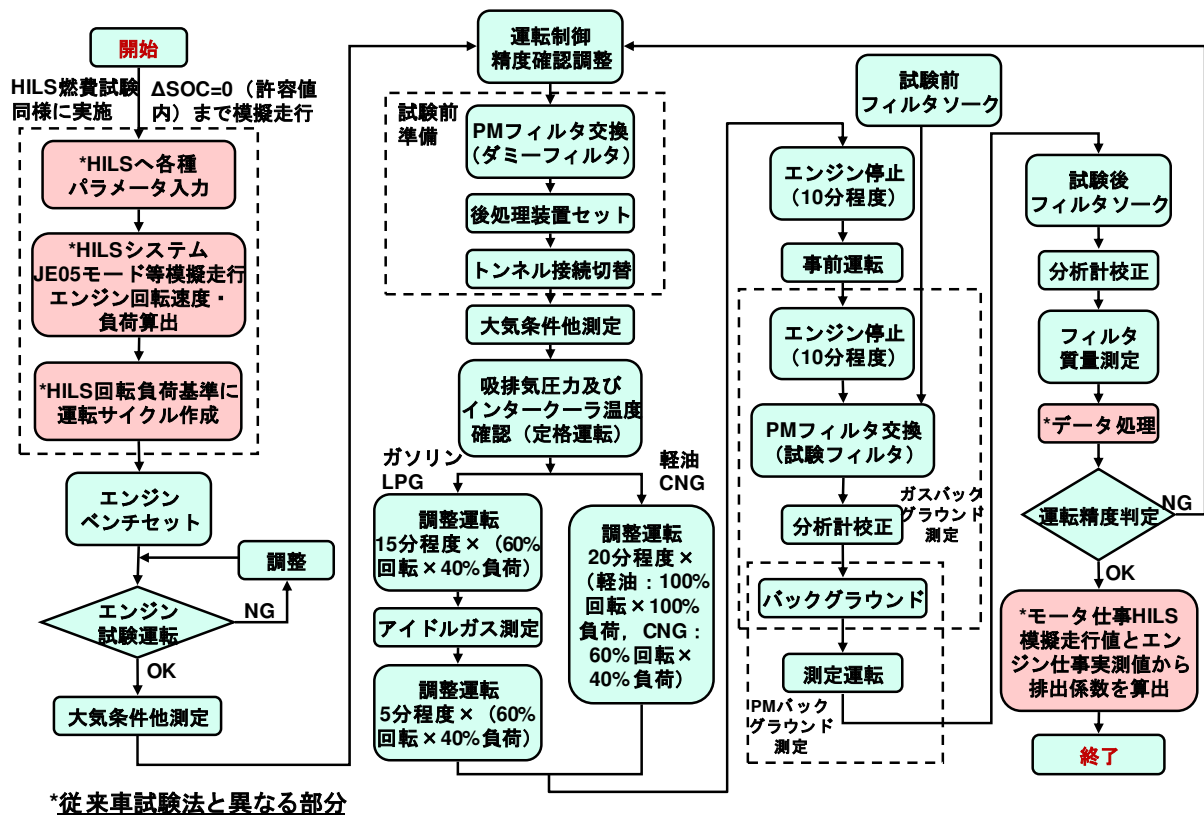 開始
HILS燃費試験
同様に実施
ΔSOC=0（許容値
内）まで模擬走行
*HILSへ各種
パラメータ入力
*HILSシステム
JE05モード等模擬走行
エンジン回転速度・
負荷算出
*HILS回転負荷基準に
運転サイクル作成
エンジン
ベンチセット
調整
エンジン
試験運転
NG
OK
大気条件他測定
*従来車試験法と異なる部分
運転制御
精度確認調整
試験前
準備
PMフィルタ交換
（ダミーフィルタ）
後処理装置セット
トンネル接続切替
大気条件他測定
吸排気圧力及び
インタークーラ温度
確認（定格運転）
ガソリン
LPG
軽油
CNG
調整運転
15分程度×（60%
回転×40%負荷）
アイドルガス測定
調整運転
5分程度×（60%
回転×40%負荷）
調整運転
20分程度×
（軽油：100%
回転×100%
負荷，CNG：
60%回転×
40%負荷）
試験前
フィルタソーク
エンジン停止
（10分程度）
事前運転
エンジン停止
（10分程度）
PMフィルタ交換
（試験フィルタ）
ガスバック
グラウンド
測定
分析計校正
バックグラウンド
測定運転
PMバック
グラウンド
測定
試験後
フィルタソーク
分析計校正
フィルタ
質量測定
*データ処理
運転精度判定
NG
OK
*モータ仕事HILS
模擬走行値とエン
ジン仕事実測値から
排出係数を算出
終了